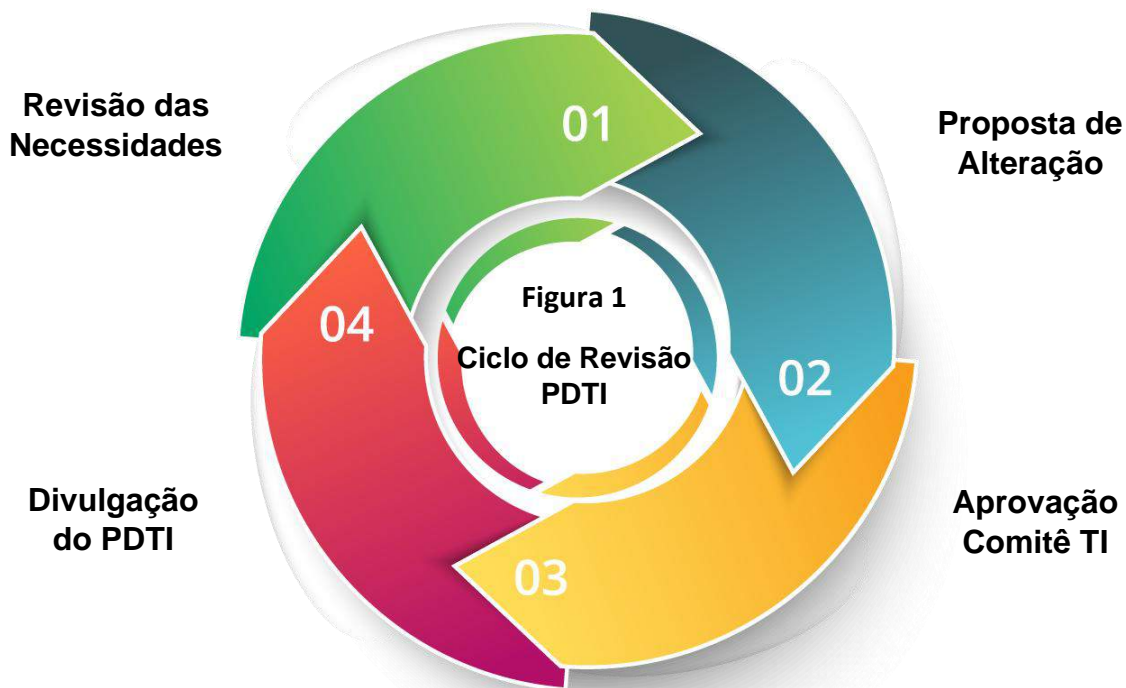 Revisão das
Necessidades
01
Proposta de
Alteração
02
Aprovação
Comitê TI
03
Divulgação
do PDTI
04
Figura 1
Ciclo de Revisão
PDTI